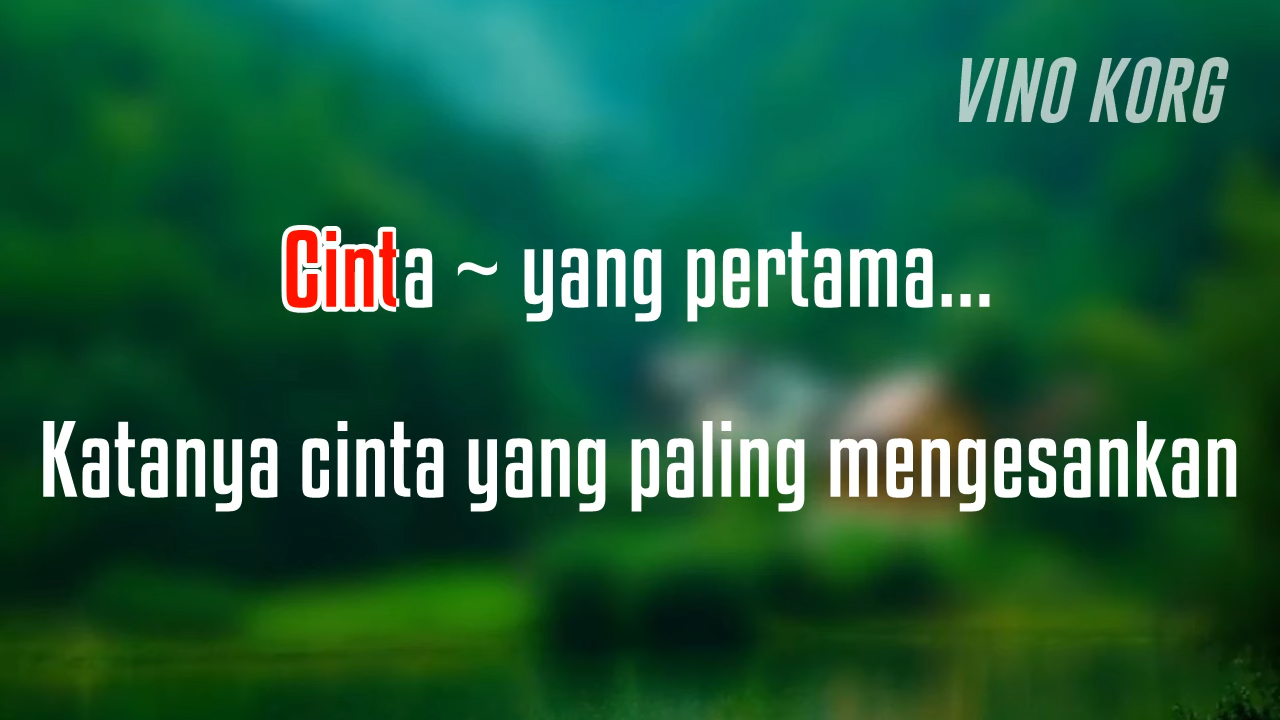 VINO KORG
Cinta ~ yang pertama...
Katanya cinta yang paling mengesankan